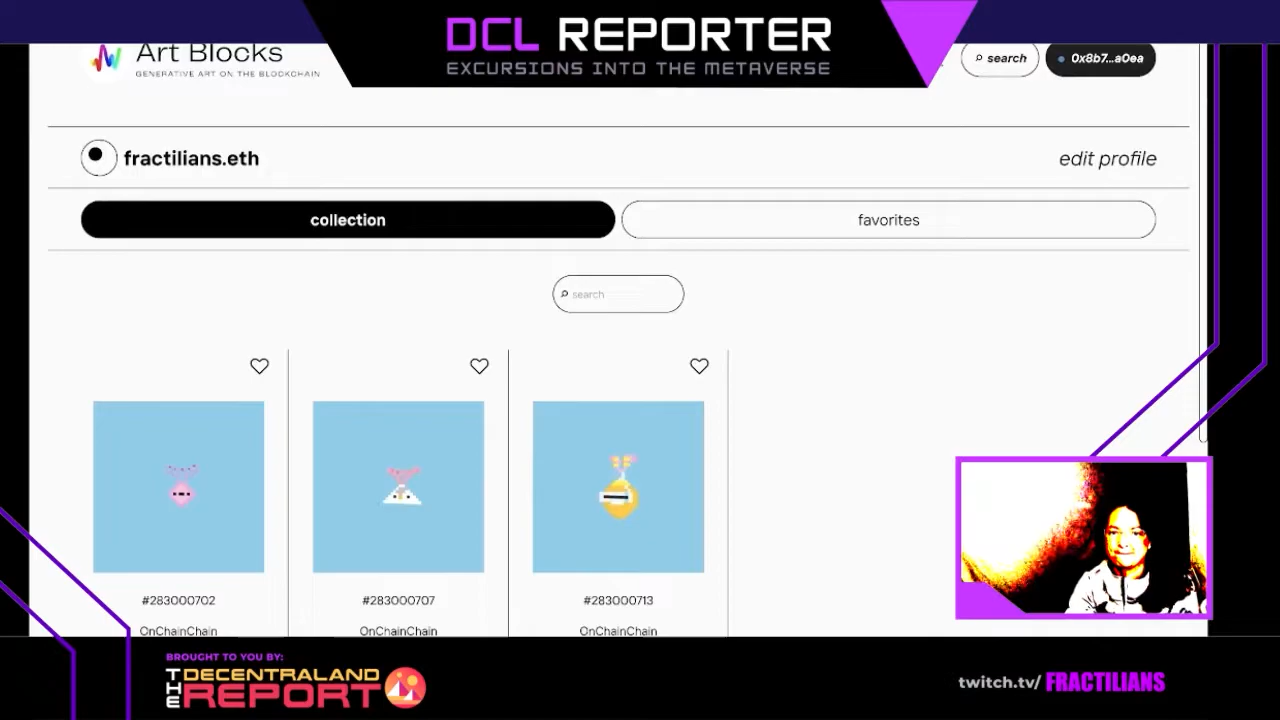 DCL REPORTER
EXCURSIONS INTO THE METAVERSE
Art Blocks
GENERATIVE ART ON THE BLOCKCHAIN
search
0x8b7...a0ea
fractilians.eth
edit profile
collection
favorites
search
#283000702
#283000707
#283000713
OnChainChain
OnChainChain
OnChainChain
BROUGHT TO YOU BY:
THE DECENTRALAND
REPORT
twitch.tv/ FRACTILIANS